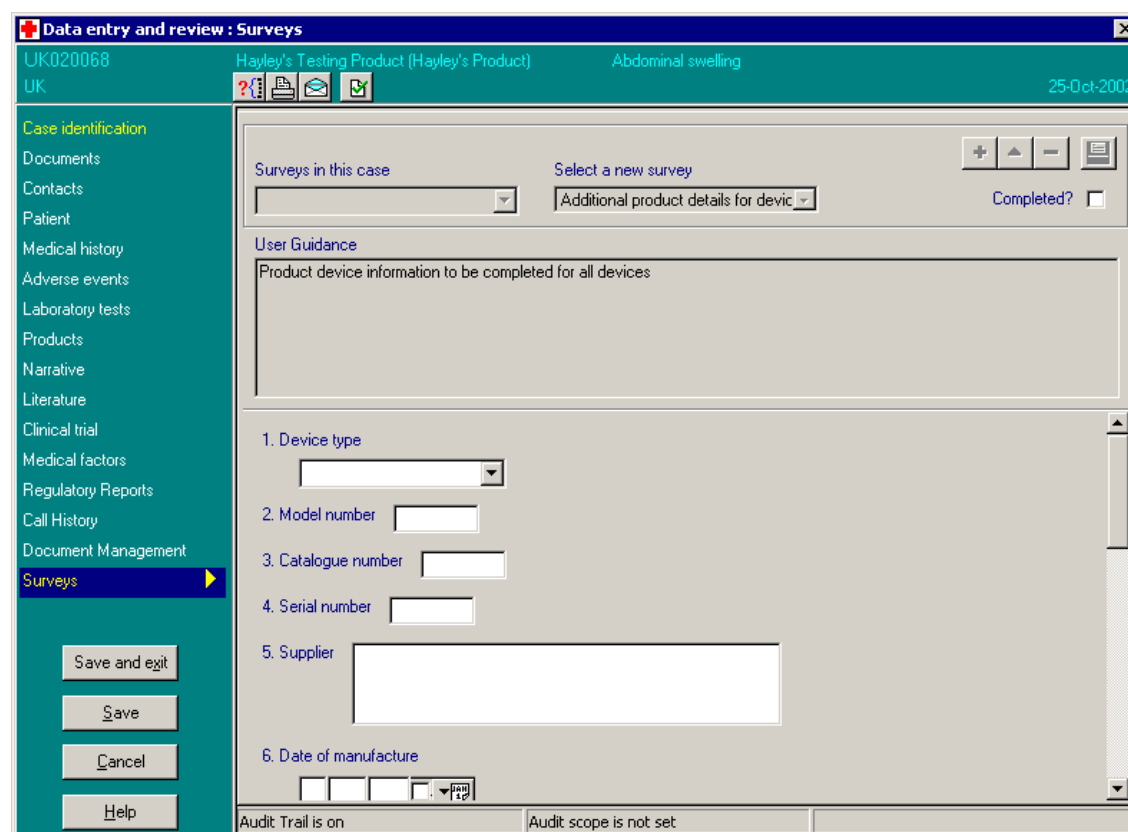 Data entry and review : Surveys
UK020068 Hayley's Testing Product (Hayley's Product) Abdominal swelling
UK 25-Oct-2002
Case identification
Documents
Contacts
Patient
Medical history
Adverse events
Laboratory tests
Products
Narrative
Literature
Clinical trial
Medical factors
Regulatory Reports
Call History
Document Management
Surveys
Save and exit
Save
Cancel
Help
Surveys in this case
Select a new survey
Additional product details for devic
Completed?
User Guidance
Product device information to be completed for all devices
1. Device type
2. Model number
3. Catalogue number
4. Serial number
5. Supplier
6. Date of manufacture
Audit Trail is on
Audit scope is not set